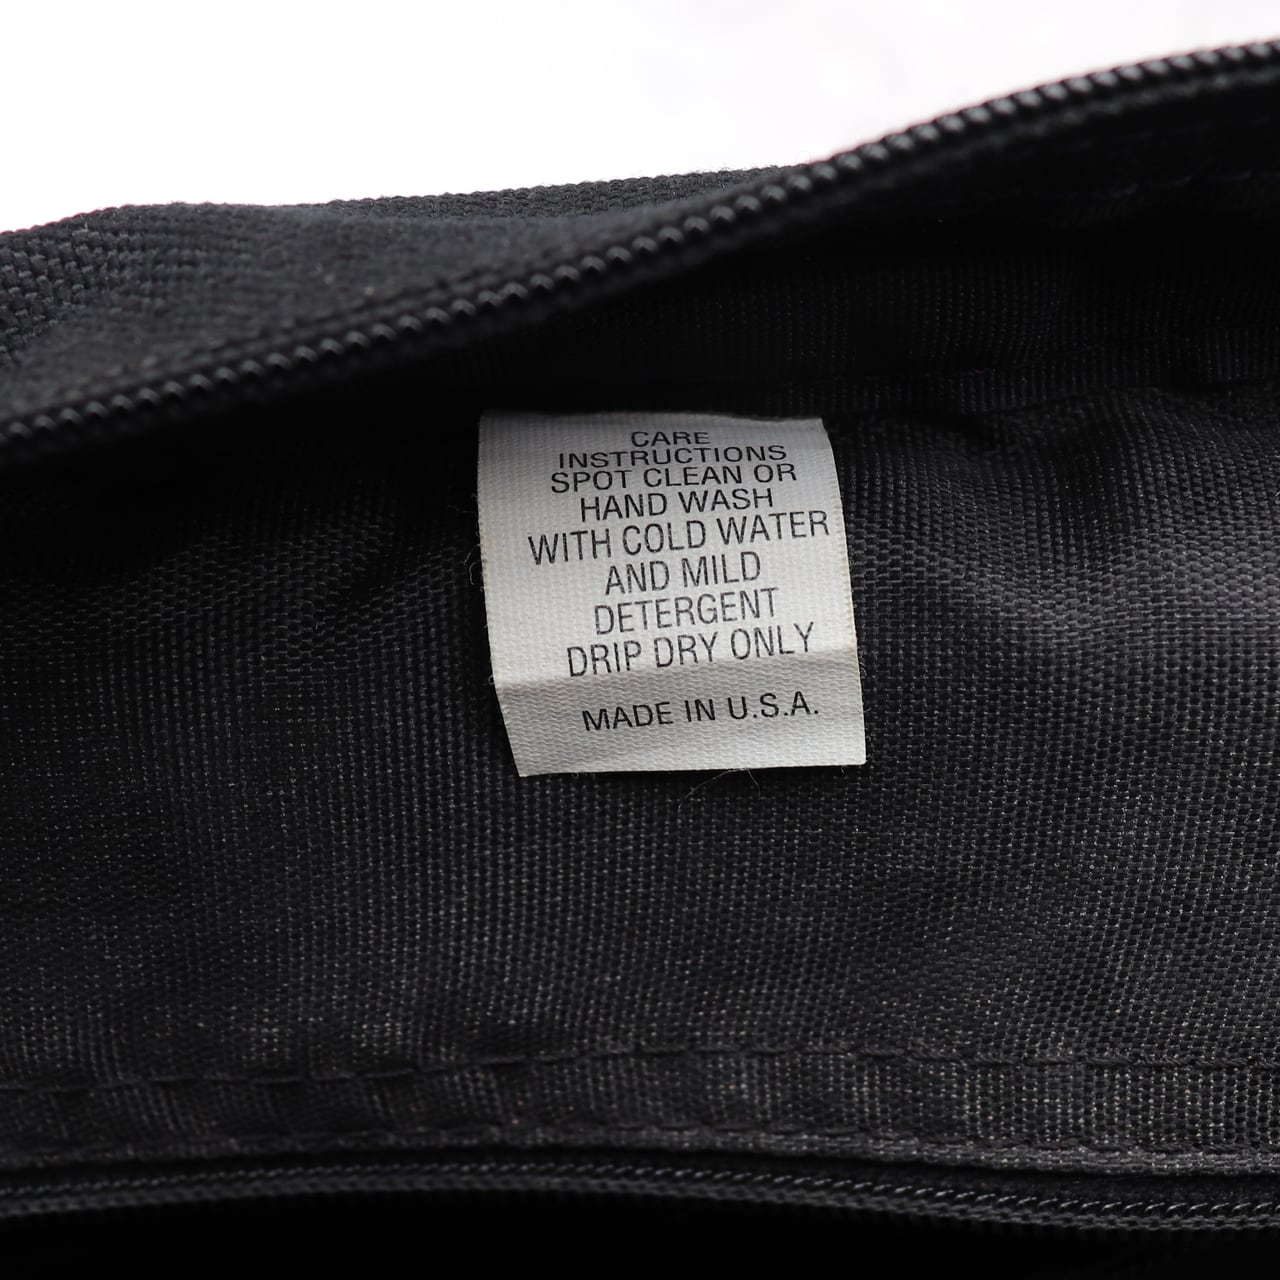 CARE
INSTRUCTIONS
SPOT CLEAN OR
HAND WASH
WITH COLD WATER
AND MILD
DETERGENT
DRIP DRY ONLY
MADE IN U.S.A.